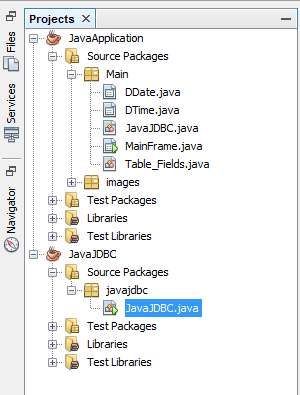 Projects
JavaApplication
Source Packages
Main
DDate.java
DTime.java
JavaJDBC.java
MainFrame.java
Table_Fields.java
images
Test Packages
Libraries
Test Libraries
JavaJDBC
Source Packages
javajdbc
JavaJDBC.java
Test Packages
Libraries
Test Libraries
Files
Services
Navigator